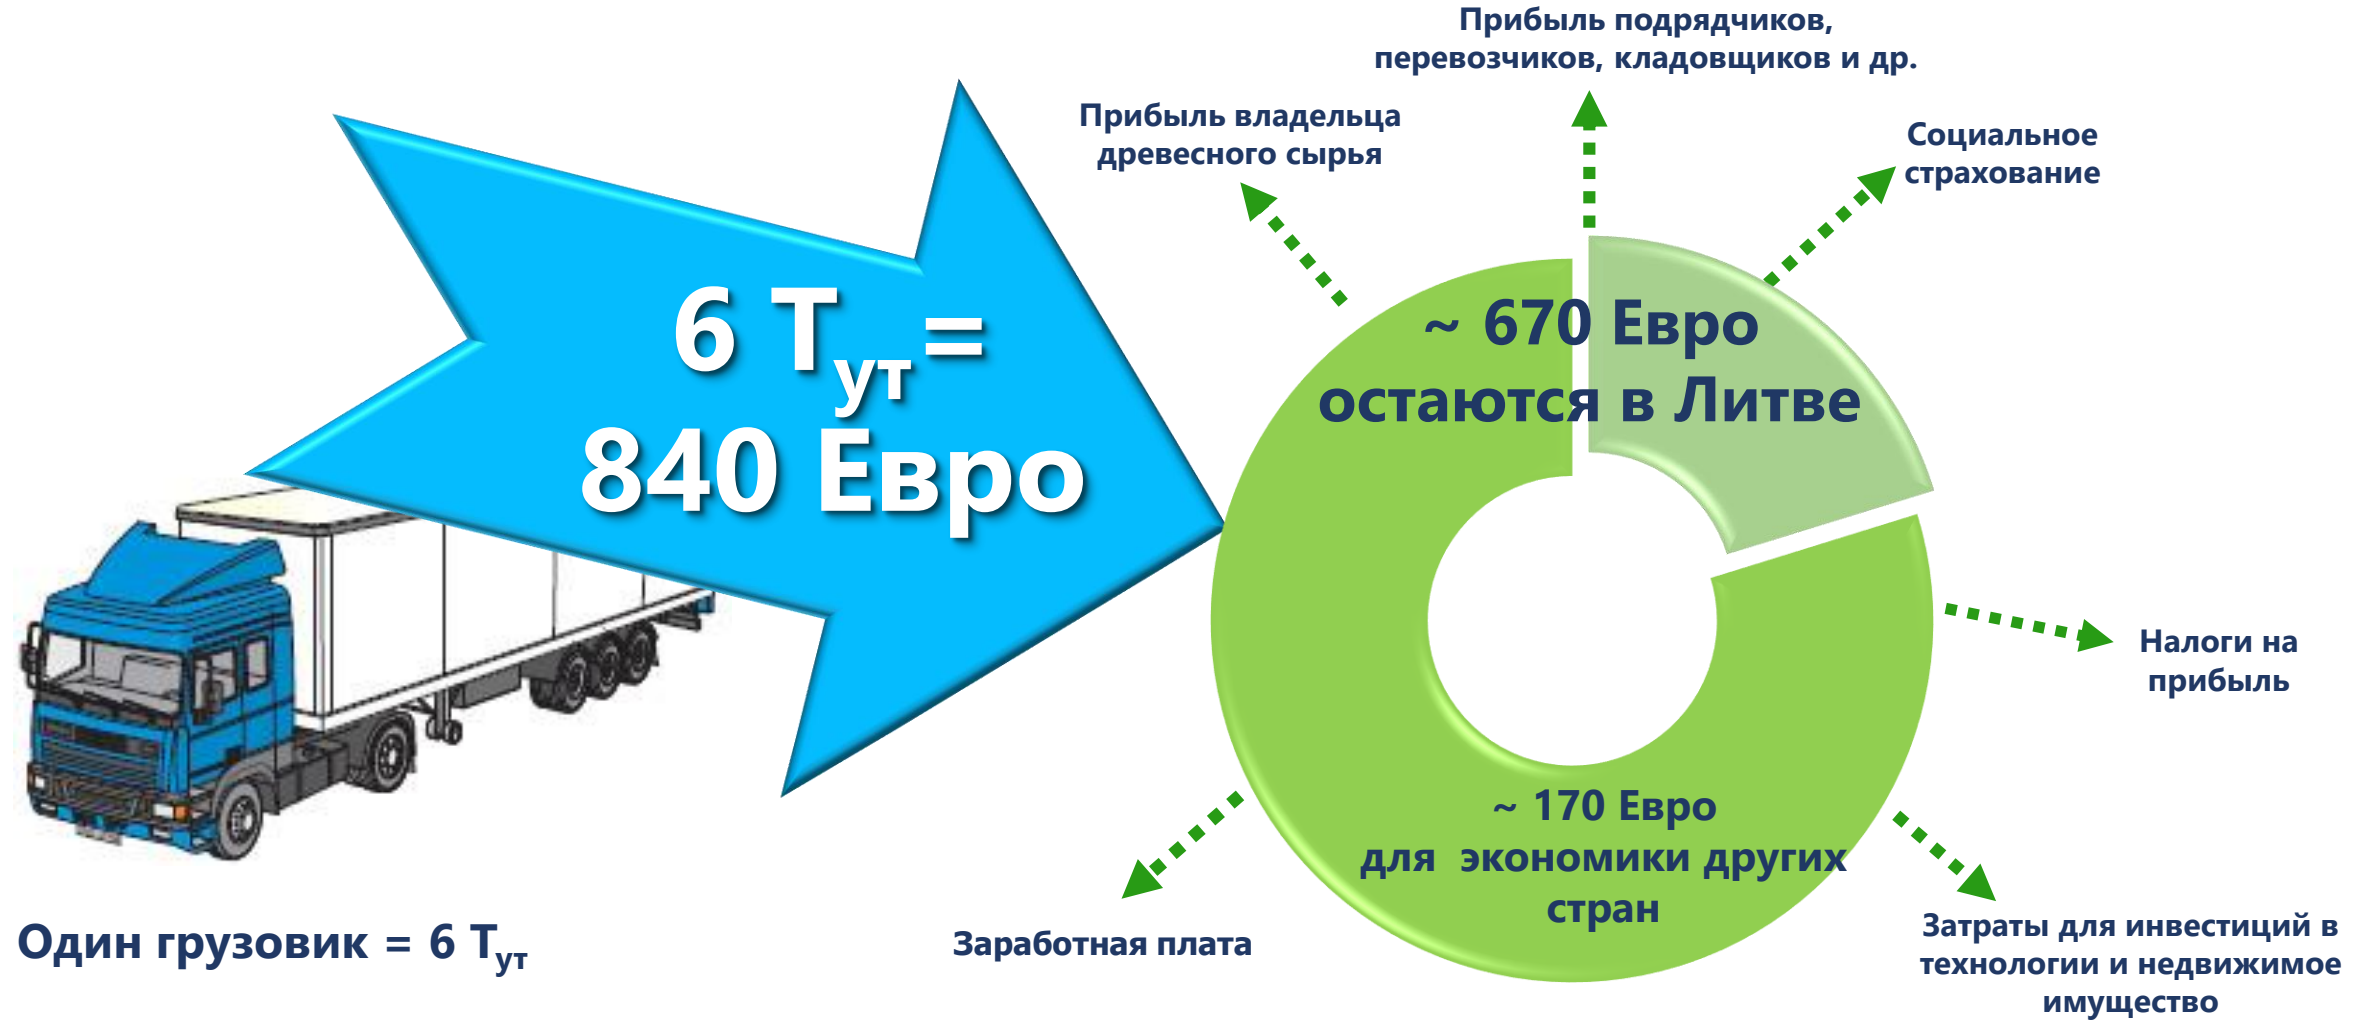 Прибыль подрядчиков,
перевозчиков, кладовщиков и др.
Прибыль владельца
древесного сырья
Социальное
страхование
6 Тут=
840 Евро
~ 670 Евро
остаются в Литве
Налоги на
прибыль
~ 170 Евро
для экономики других
стран
Один грузовик = 6 Тут
Заработная плата
Затраты для инвестиций в
технологии и недвижимое
имущество